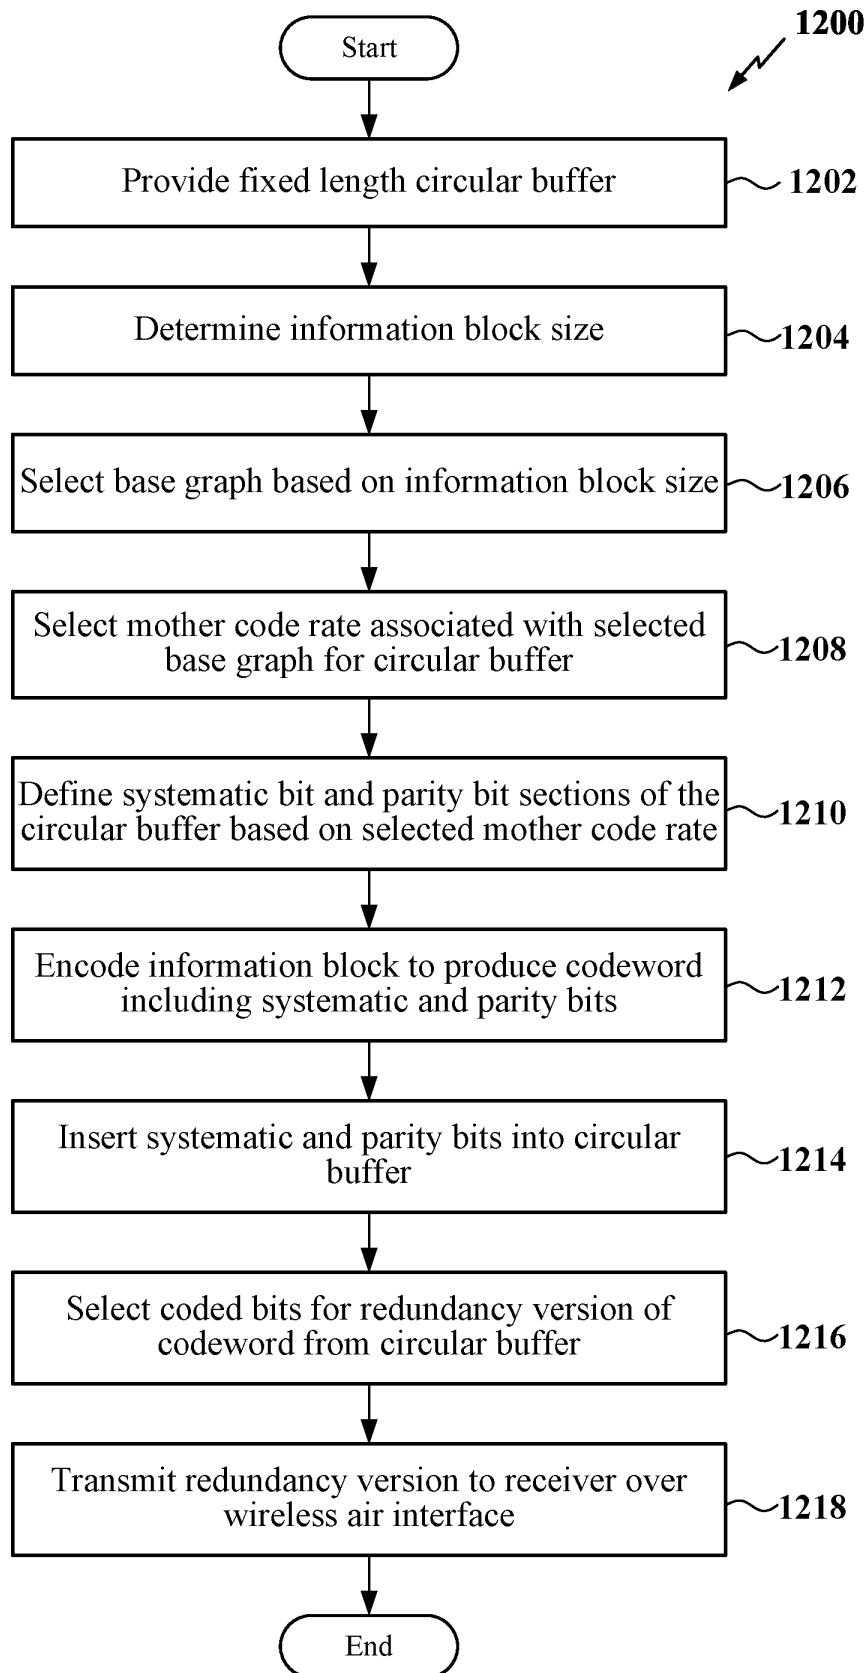 1200
Start
Provide fixed length circular buffer
1202
Determine information block size
1204
Select base graph based on information block size
1206
Select mother code rate associated with selected
base graph for circular buffer
1208
Define systematic bit and parity bit sections of the
circular buffer based on selected mother code rate
1210
Encode information block to produce codeword
including systematic and parity bits
1212
Insert systematic and parity bits into circular
buffer
1214
Select coded bits for redundancy version of
codeword from circular buffer
1216
Transmit redundancy version to receiver over
wireless air interface
1218
End